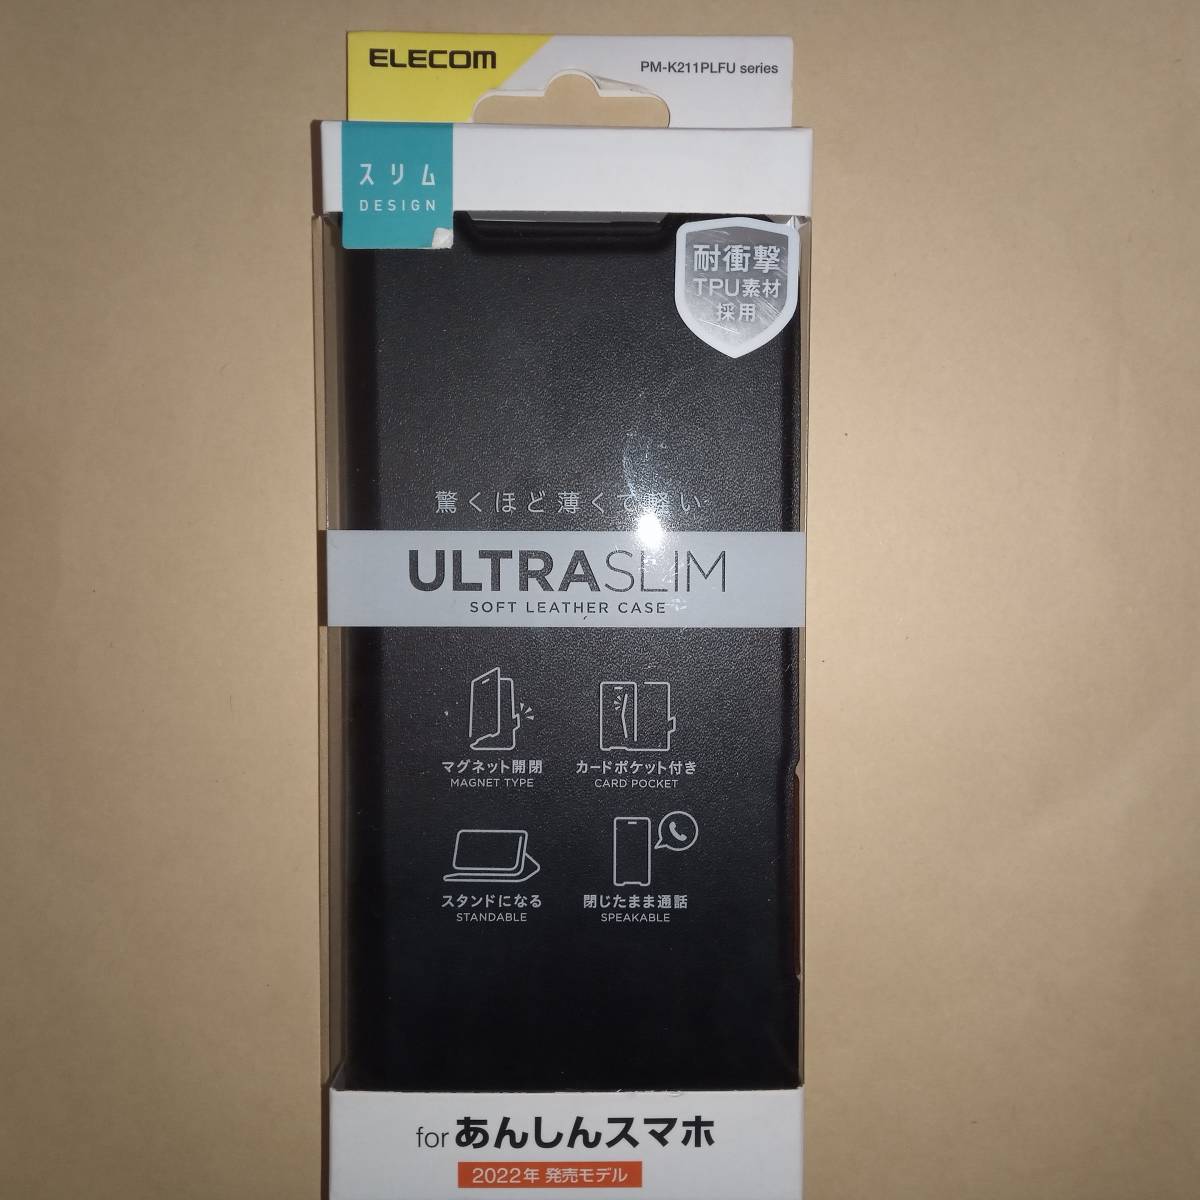 ELECOM
PM-K211PLFU series
スリム
DESIGN
耐衝撃
TPU素材
採用
驚くほど薄くて軽い
ULTRASLIM
SOFT LEATHER CASE
マグネット開閉
MAGNET TYPE
カードポケット付き
CARD POCKET
スタンドになる
STANDABLE
閉じたまま通話
SPEAKABLE
for あんしんスマホ
2022年 発売モデル